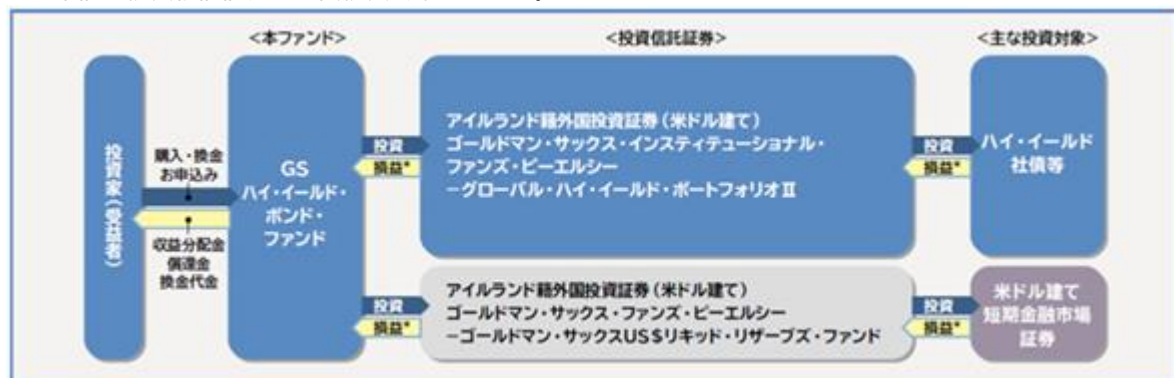 <本ファンド>
<投資信託証券>
<主な投資対象>
投資家(受益者)
購入・換金
お申込み
収益分配金
償還金
換金代金
GS
ハイ・イールド・
ボンド・
ファンド
投資
損益*
アイルランド籍外国投資証券(米ドル建て)
ゴールドマン・サックス・インスティテューショナル・
ファンズ・ピーエルシー
-グローバル・ハイ・イールド・ポートフォリオⅡ
投資
損益*
ハイ・イールド
社債等
投資
損益*
アイルランド籍外国投資証券(米ドル建て)
ゴールドマン・サックス・ファンズ・ピーエルシー
-ゴールドマン・サックスUS$リキッド・リザーブズ・ファンド
投資
損益*
米ドル建て
短期金融市場
証券